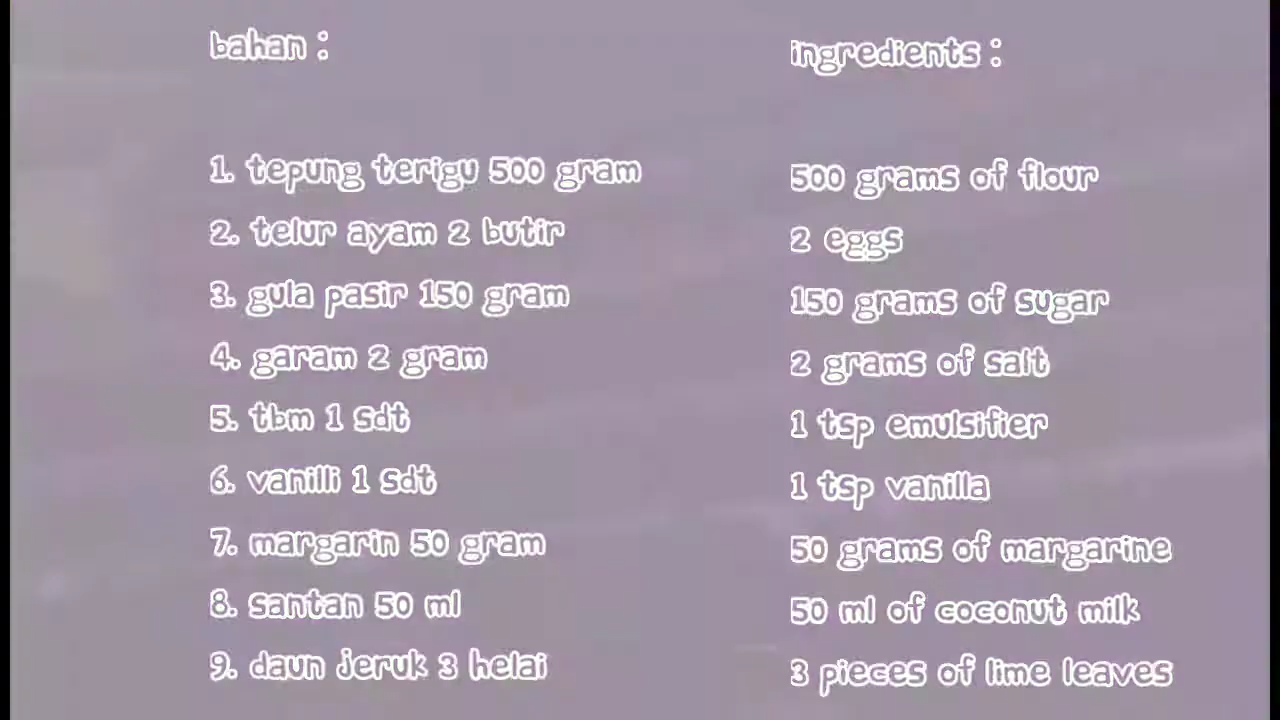 bahan :
1. tepung terigu 500 gram
2. telur ayam 2 butir
3. gula pasir 150 gram
4. garam 2 gram
5. tbm 1 sdt
6. vanilli 1 sdt
7. margarin 50 gram
8. santan 50 ml
9. daun jeruk 3 helai
ingredients :
500 grams of flour
2 eggs
150 grams of sugar
2 grams of salt
1 tsp emulsifier
1 tsp vanilla
50 grams of margarine
50 ml of coconut milk
3 pieces of lime leaves